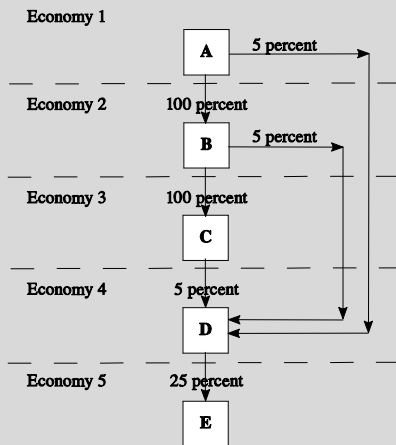 Economy 1
A
5 percent
Economy 2
100 percent
B
5 percent
Economy 3
100 percent
C
Economy 4
5 percent
D
Economy 5
25 percent
E